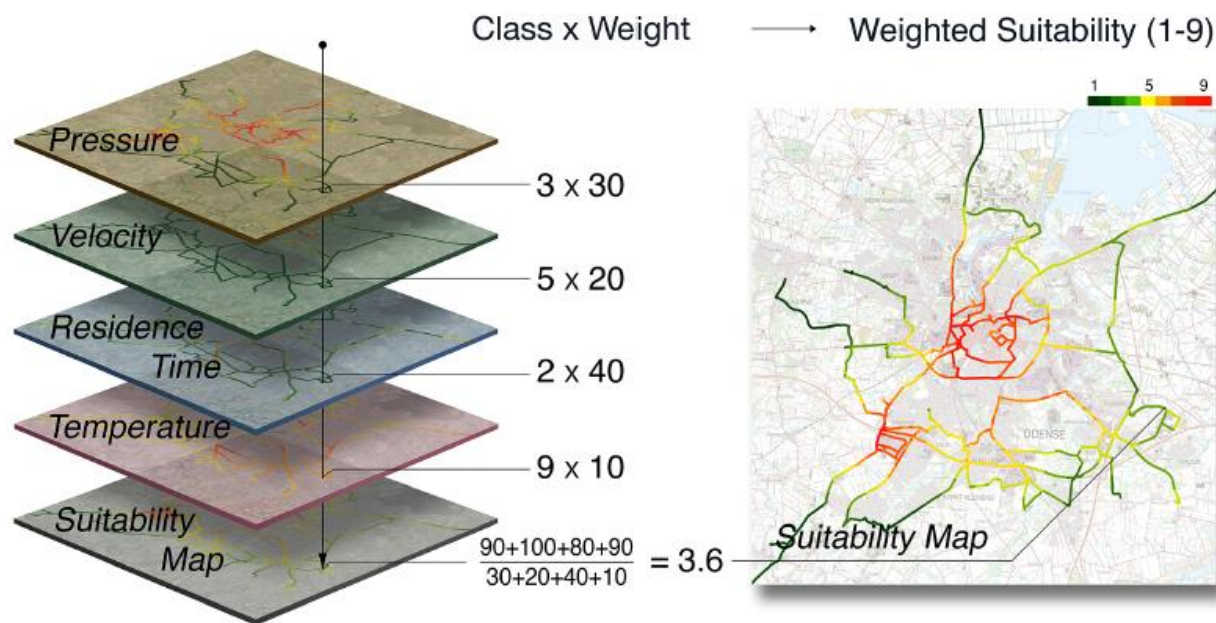 Class x Weight → Weighted Suitability (1-9)
1 5 9
Pressure
3 x 30
Velocity
5 x 20
Residence
Time
2 x 40
Temperature
9 x 10
Suitability
Map
90+100+80+90
30+20+40+10
= 3.6
ODENSE
Suitability Map